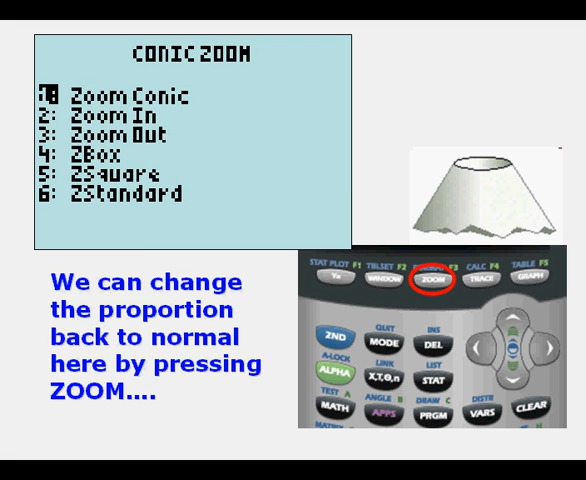 CONIC ZOOM
1: Zoom Conic
2: Zoom In
3: Zoom Out
4: ZBox
5: ZSquare
6: ZStandard
We can change
the proportion
back to normal
here by pressing
ZOOM....
STAT PLOT F1 TBLSET F2 F3 CALC F4 TABLE F5
Y= WINDOW ZOOM TRACE GRAPH
QUIT INS
2ND MODE DEL
A-LOCK LINK LIST
ALPHA X,T,Θ,n STAT
TEST A ANGLE B DRAW C DISTR
MATH APPS PRGM VARS CLEAR